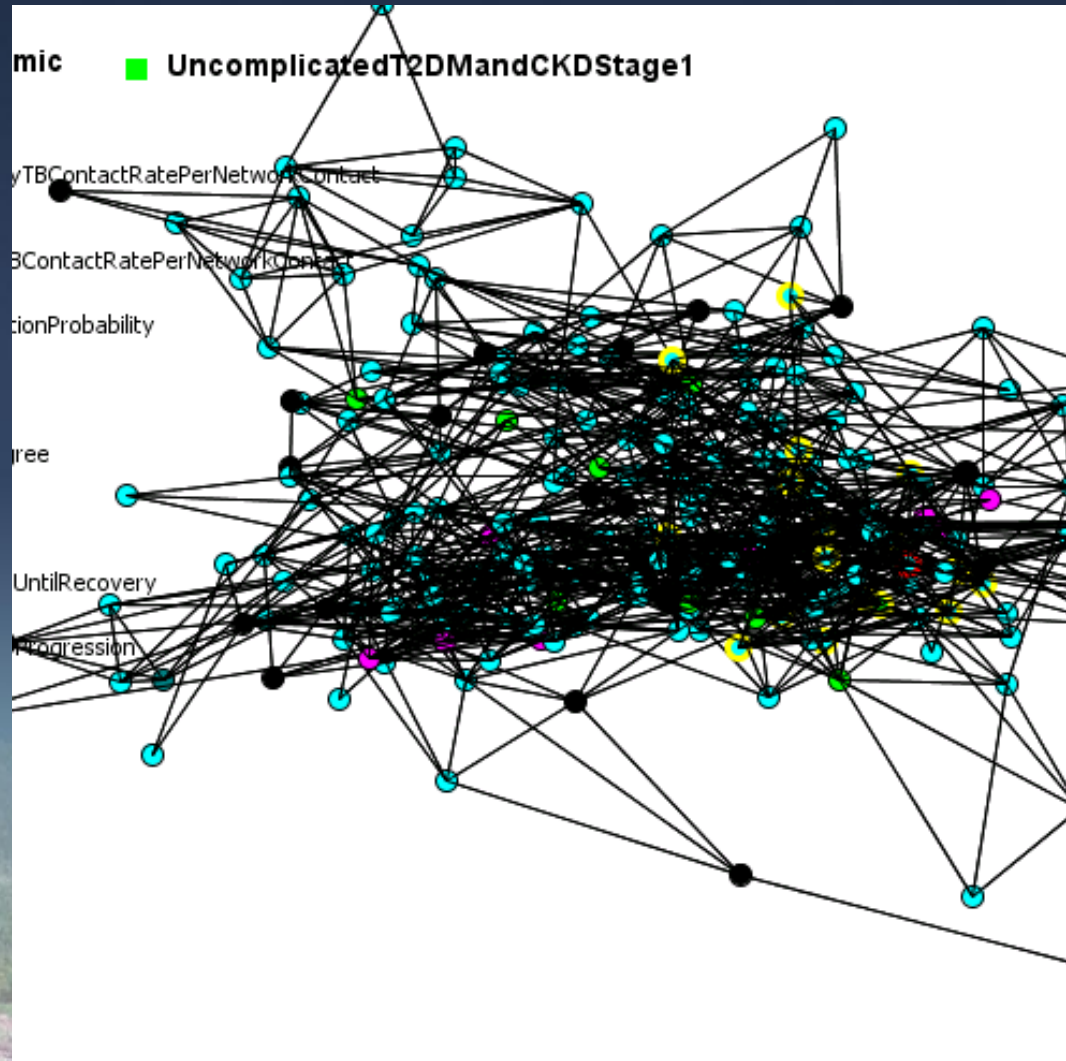 mic UncomplicatedT2DMandCKDStage1
yTBContactRatePerNetworkContact
BContactRatePerNetworkContact
tionProbability
gree
UntilRecovery
Progression